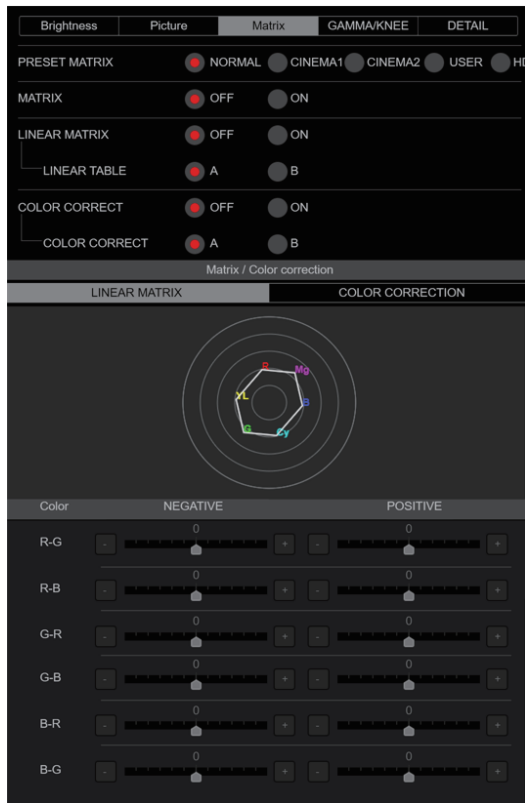 Brightness Picture Matrix GAMMA/KNEE DETAIL
PRESET MATRIX NORMAL CINEMA1 CINEMA2 USER HD
MATRIX OFF ON
LINEAR MATRIX OFF ON
LINEAR TABLE A B
COLOR CORRECT OFF ON
COLOR CORRECT A B
Matrix / Color correction
LINEAR MATRIX COLOR CORRECTION
R Mg
YL B
G Cy
Color NEGATIVE POSITIVE
0 0
R-G - + - +
0 0
R-B - + - +
0 0
G-R - + - +
0 0
G-B - + - +
0 0
B-R - + - +
0 0
B-G - + - +